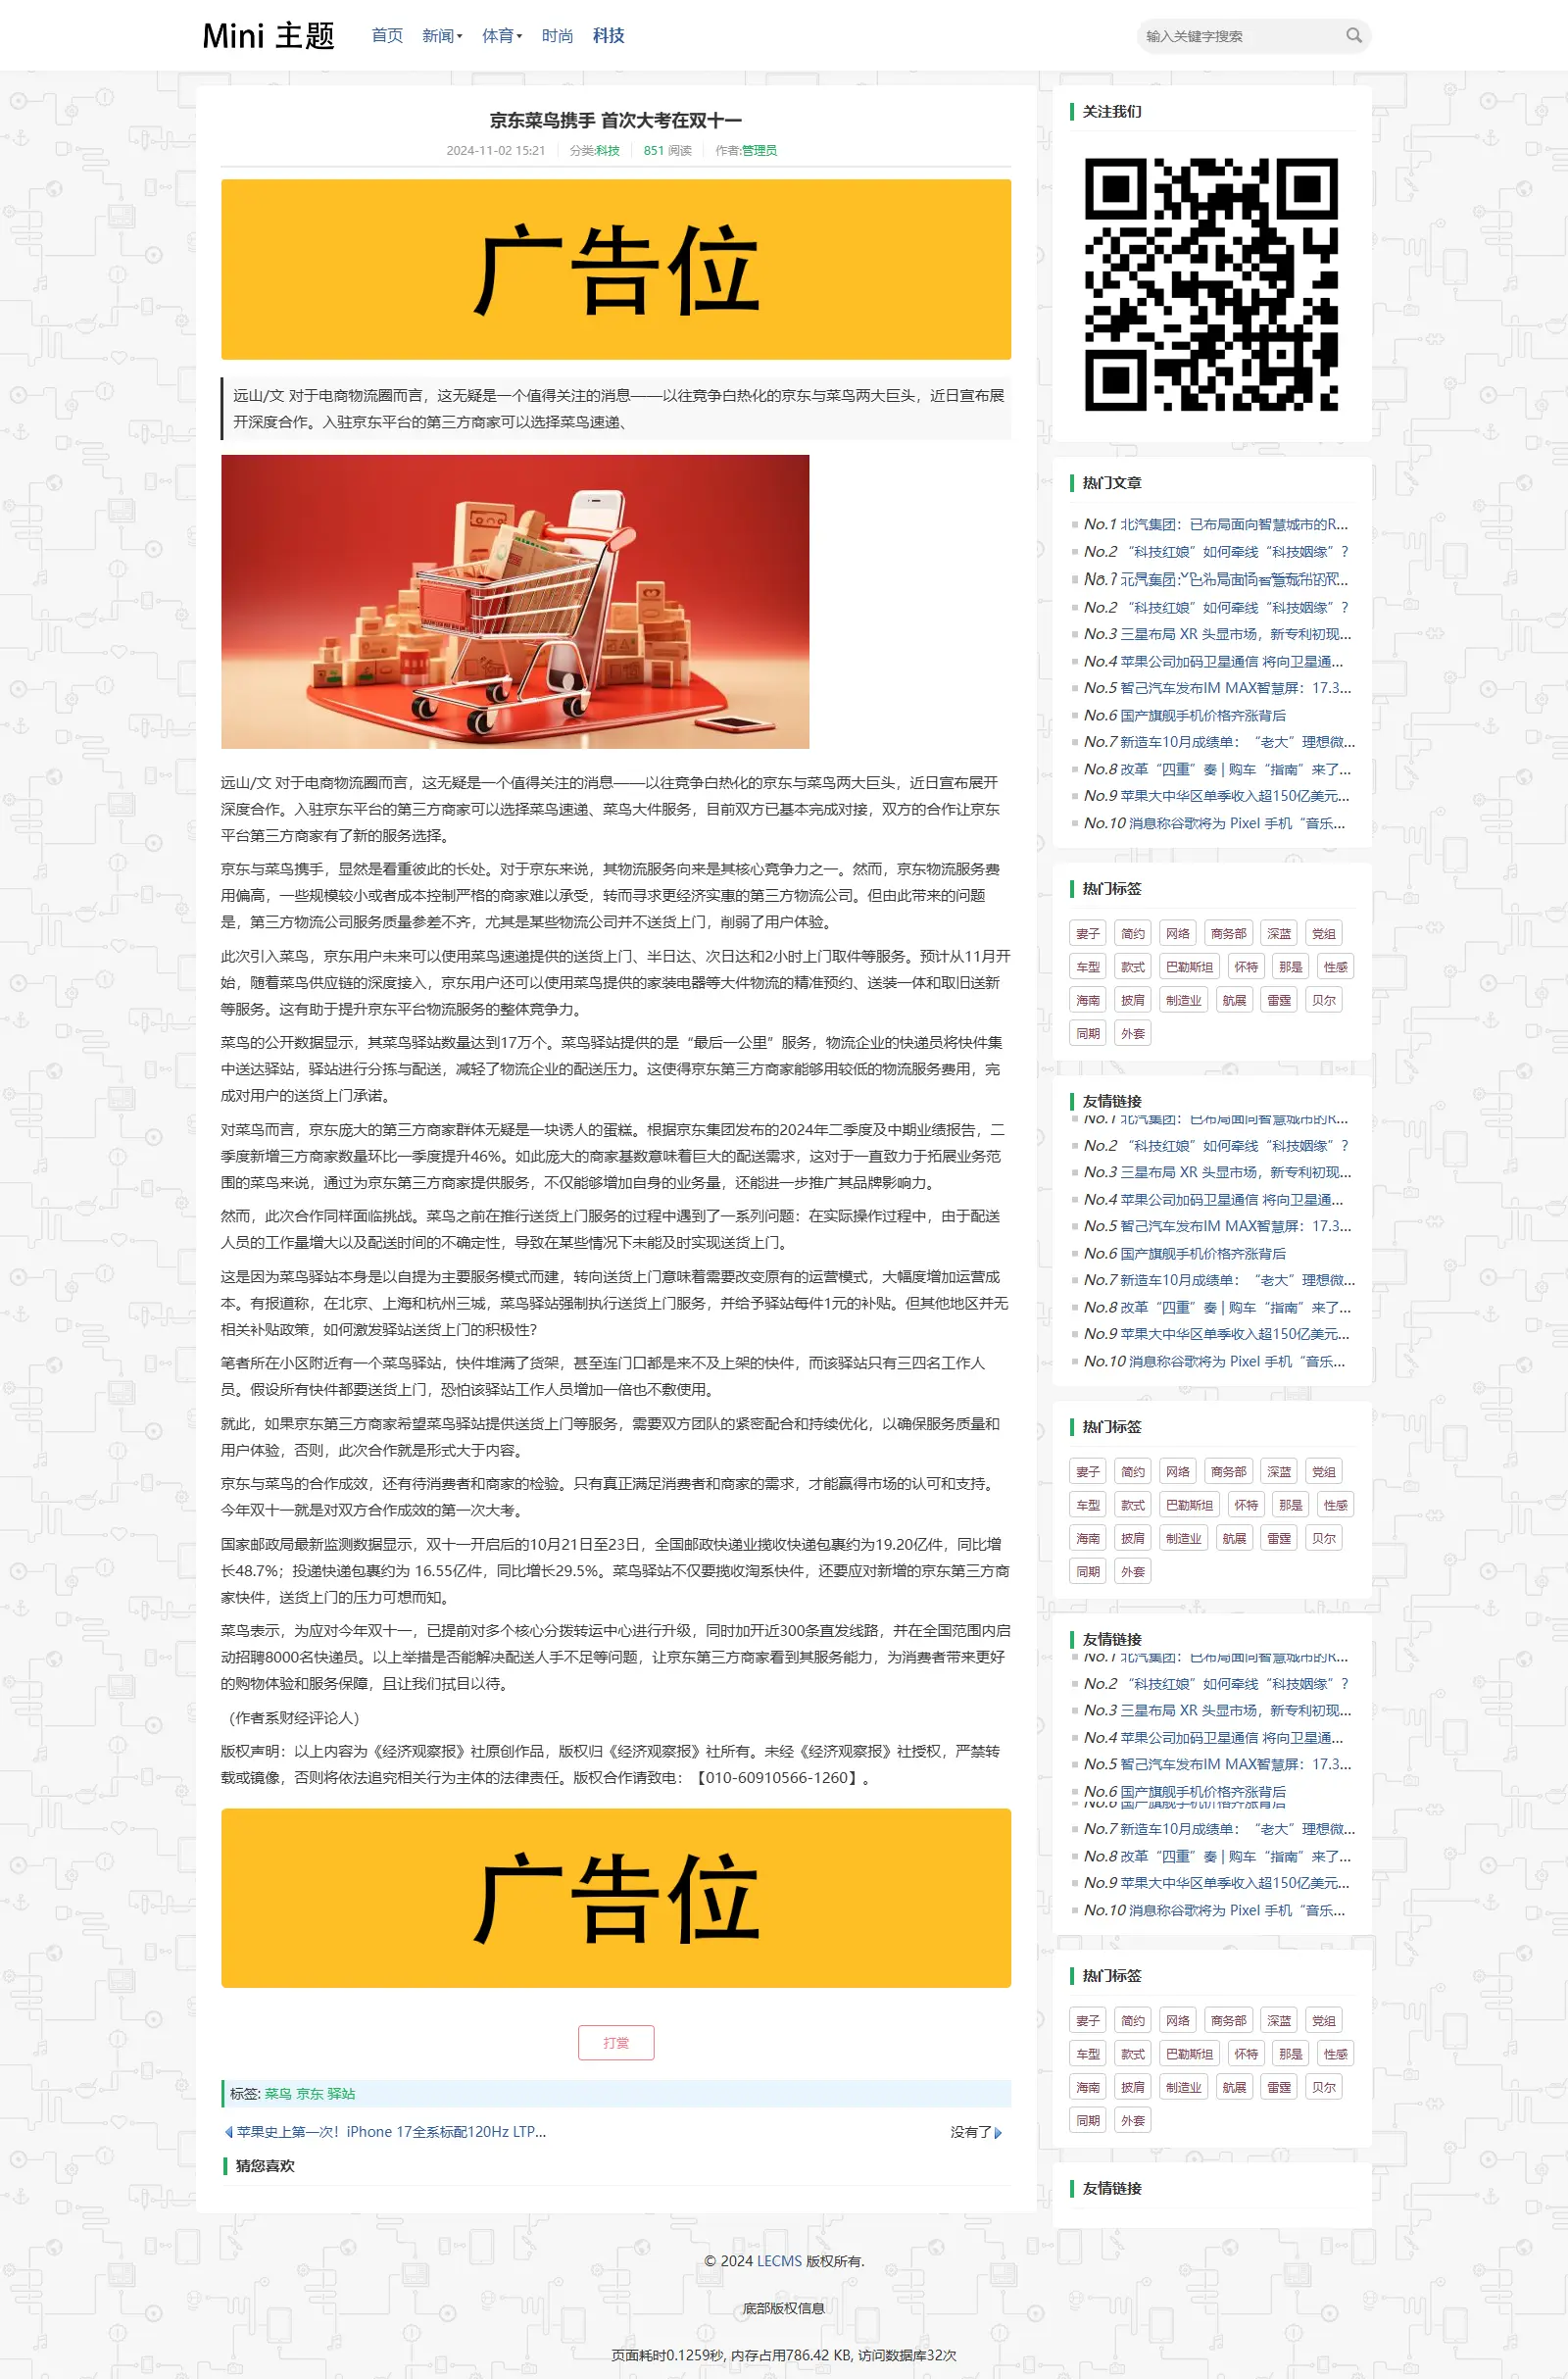 Mini 主题
首页 新闻 体育 时尚 科技
输入关键字搜索
京东菜鸟携手 首次大考在双十一
2024-11-02 15:21 分类:科技 851 阅读 作者:管理员
广告位
远山/文 对于电商物流圈而言，这无疑是一个值得关注的消息——以往竞争白热化的京东与菜鸟两大巨头，近日宣布展
开深度合作。入驻京东平台的第三方商家可以选择菜鸟速递、
远山/文 对于电商物流圈而言，这无疑是一个值得关注的消息——以往竞争白热化的京东与菜鸟两大巨头，近日宣布展开
深度合作。入驻京东平台的第三方商家可以选择菜鸟速递、菜鸟大件服务，目前双方已基本完成对接，双方的合作让京东
平台第三方商家有了新的服务选择。
京东与菜鸟携手，显然是看重彼此的长处。对于京东来说，其物流服务向来是其核心竞争力之一。然而，京东物流服务费
用偏高，一些规模较小或者成本控制严格的商家难以承受，转而寻求更经济实惠的第三方物流公司。但由此带来的问题
是，第三方物流公司服务质量参差不齐，尤其是某些物流公司并不送货上门，削弱了用户体验。
此次引入菜鸟，京东用户未来可以使用菜鸟速递提供的送货上门、半日达、次日达和2小时上门取件等服务。预计从11月开
始，随着菜鸟供应链的深度接入，京东用户还可以使用菜鸟提供的家装电器等大件物流的精准预约、送装一体和取旧送新
等服务。这有助于提升京东平台物流服务的整体竞争力。
菜鸟的公开数据显示，其菜鸟驿站数量达到17万个。菜鸟驿站提供的是“最后一公里”服务，物流企业的快递员将快件集
中送达驿站，驿站进行分拣与配送，减轻了物流企业的配送压力。这使得京东第三方商家能够用较低的物流服务费用，完
成对用户的送货上门承诺。
对菜鸟而言，京东庞大的第三方商家群体无疑是一块诱人的蛋糕。根据京东集团发布的2024年二季度及中期业绩报告，二
季度新增三方商家数量环比一季度提升46%。如此庞大的商家基数意味着巨大的配送需求，这对于一直致力于拓展业务范
围的菜鸟来说，通过为京东第三方商家提供服务，不仅能够增加自身的业务量，还能进一步推广其品牌影响力。
然而，此次合作同样面临挑战。菜鸟之前在推行送货上门服务的过程中遇到了一系列问题：在实际操作过程中，由于配送
人员的工作量增大以及配送时间的不确定性，导致在某些情况下未能及时实现送货上门。
这是因为菜鸟驿站本身是以自提为主要服务模式而建，转向送货上门意味着需要改变原有的运营模式，大幅度增加运营成
本。有报道称，在北京、上海和杭州三城，菜鸟驿站强制执行送货上门服务，并给予驿站每件1元的补贴。但其他地区并无
相关补贴政策，如何激发驿站送货上门的积极性？
笔者所在小区附近有一个菜鸟驿站，快件堆满了货架，甚至连门口都是来不及上架的快件，而该驿站只有三四名工作人
员。假设所有快件都要送货上门，恐怕该驿站工作人员增加一倍也不敷使用。
就此，如果京东第三方商家希望菜鸟驿站提供送货上门等服务，需要双方团队的紧密配合和持续优化，以确保服务质量和
用户体验，否则，此次合作就是形式大于内容。
京东与菜鸟的合作成效，还有待消费者和商家的检验。只有真正满足消费者和商家的需求，才能赢得市场的认可和支持。
今年双十一就是对双方合作成效的第一次大考。
国家邮政局最新监测数据显示，双十一开启后的10月21日至23日，全国邮政快递业揽收快递包裹约为19.20亿件，同比增
长48.7%；投递快递包裹约为 16.55亿件，同比增长29.5%。菜鸟驿站不仅要揽收淘系快件，还要应对新增的京东第三方商
家快件，送货上门的压力可想而知。
菜鸟表示，为应对今年双十一，已提前对多个核心分拨转运中心进行升级，同时加开近300条直发线路，并在全国范围内启
动招聘8000名快递员。以上举措是否能解决配送人手不足等问题，让京东第三方商家看到其服务能力，为消费者带来更好
的购物体验和服务保障，且让我们拭目以待。
（作者系财经评论人）
版权声明：以上内容为《经济观察报》社原创作品，版权归《经济观察报》社所有。未经《经济观察报》社授权，严禁转
载或镜像，否则将依法追究相关行为主体的法律责任。版权合作请致电：【010-60910566-1260】。
广告位
打赏
标签: 菜鸟 京东 驿站
苹果史上第一次！iPhone 17全系标配120Hz LTP...
没有了
猜您喜欢
关注我们
热门文章
No.1 北汽集团：已布局面向智慧城市的R...
No.2 “科技红娘”如何牵线“科技姻缘”？
No.1 北汽集团：已布局面向智慧城市的R...
No.2 “科技红娘”如何牵线“科技姻缘”？
No.3 三星布局 XR 头显市场，新专利初现...
No.4 苹果公司加码卫星通信 将向卫星通...
No.5 智己汽车发布IM MAX智慧屏：17.3...
No.6 国产旗舰手机价格齐涨背后
No.7 新造车10月成绩单：“老大”理想微...
No.8 改革“四重”奏 | 购车“指南”来了...
No.9 苹果大中华区单季收入超150亿美元...
No.10 消息称谷歌将为 Pixel 手机“音乐...
热门标签
妻子 简约 网络 商务部 深蓝 党组
车型 款式 巴勒斯坦 怀特 那是 性感
海南 披肩 制造业 航展 雷霆 贝尔
同期 外套
友情链接
No.1 北汽集团：已布局面向智慧城市的R...
No.2 “科技红娘”如何牵线“科技姻缘”？
No.3 三星布局 XR 头显市场，新专利初现...
No.4 苹果公司加码卫星通信 将向卫星通...
No.5 智己汽车发布IM MAX智慧屏：17.3...
No.6 国产旗舰手机价格齐涨背后
No.7 新造车10月成绩单：“老大”理想微...
No.8 改革“四重”奏 | 购车“指南”来了...
No.9 苹果大中华区单季收入超150亿美元...
No.10 消息称谷歌将为 Pixel 手机“音乐...
热门标签
妻子 简约 网络 商务部 深蓝 党组
车型 款式 巴勒斯坦 怀特 那是 性感
海南 披肩 制造业 航展 雷霆 贝尔
同期 外套
友情链接
No.1 北汽集团：已布局面向智慧城市的R...
No.2 “科技红娘”如何牵线“科技姻缘”？
No.3 三星布局 XR 头显市场，新专利初现...
No.4 苹果公司加码卫星通信 将向卫星通...
No.5 智己汽车发布IM MAX智慧屏：17.3...
No.6 国产旗舰手机价格齐涨背后
No.6 国产旗舰手机价格齐涨背后
No.7 新造车10月成绩单：“老大”理想微...
No.8 改革“四重”奏 | 购车“指南”来了...
No.9 苹果大中华区单季收入超150亿美元...
No.10 消息称谷歌将为 Pixel 手机“音乐...
热门标签
妻子 简约 网络 商务部 深蓝 党组
车型 款式 巴勒斯坦 怀特 那是 性感
海南 披肩 制造业 航展 雷霆 贝尔
同期 外套
友情链接
© 2024 LECMS 版权所有.
底部版权信息
页面耗时0.1259秒, 内存占用786.42 KB, 访问数据库32次